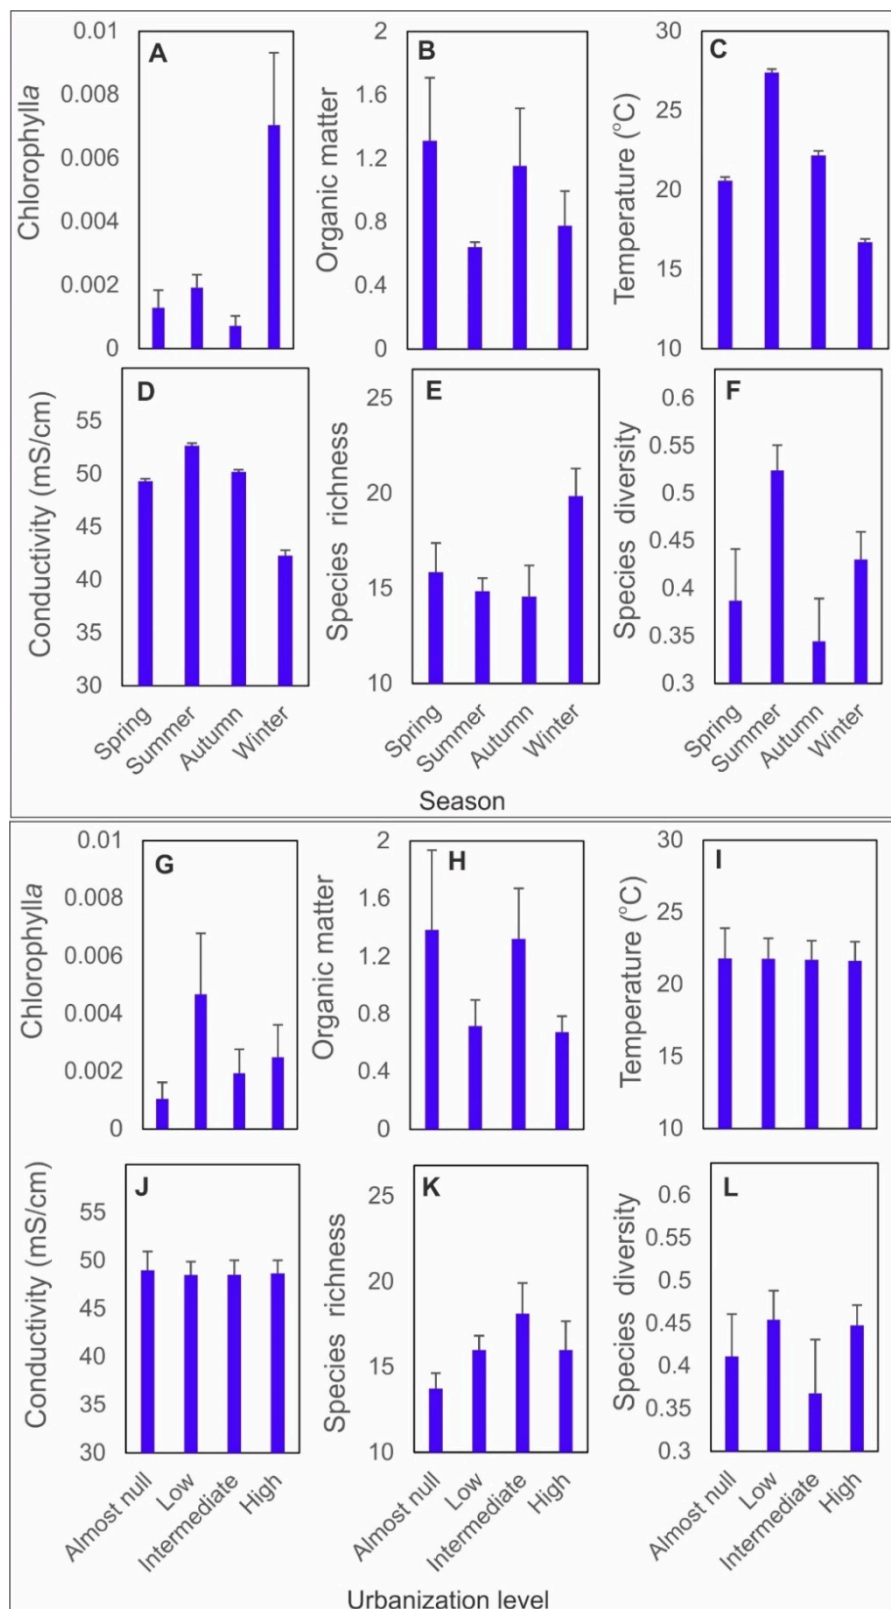 A
Chlorophylla
0.01
0.008
0.006
0.004
0.002
0
B
Organic matter
2
1.6
1.2
0.8
0.4
0
C
Temperature (°C)
30
25
20
15
10
D
Conductivity (mS/cm)
55
50
45
40
35
30
Spring
Summer
Autumn
Winter
E
Species richness
25
20
15
10
Spring
Summer
Autumn
Winter
F
Species diversity
0.6
0.55
0.5
0.45
0.4
0.35
0.3
Spring
Summer
Autumn
Winter
Season
G
Chlorophylla
0.01
0.008
0.006
0.004
0.002
0
H
Organic matter
2
1.6
1.2
0.8
0.4
0
I
Temperature (°C)
30
25
20
15
10
J
Conductivity (mS/cm)
55
50
45
40
35
30
Almost null
Low
Intermediate
High
K
Species richness
25
20
15
10
Almost null
Low
Intermediate
High
L
Species diversity
0.6
0.55
0.5
0.45
0.4
0.35
0.3
Almost null
Low
Intermediate
High
Urbanization level